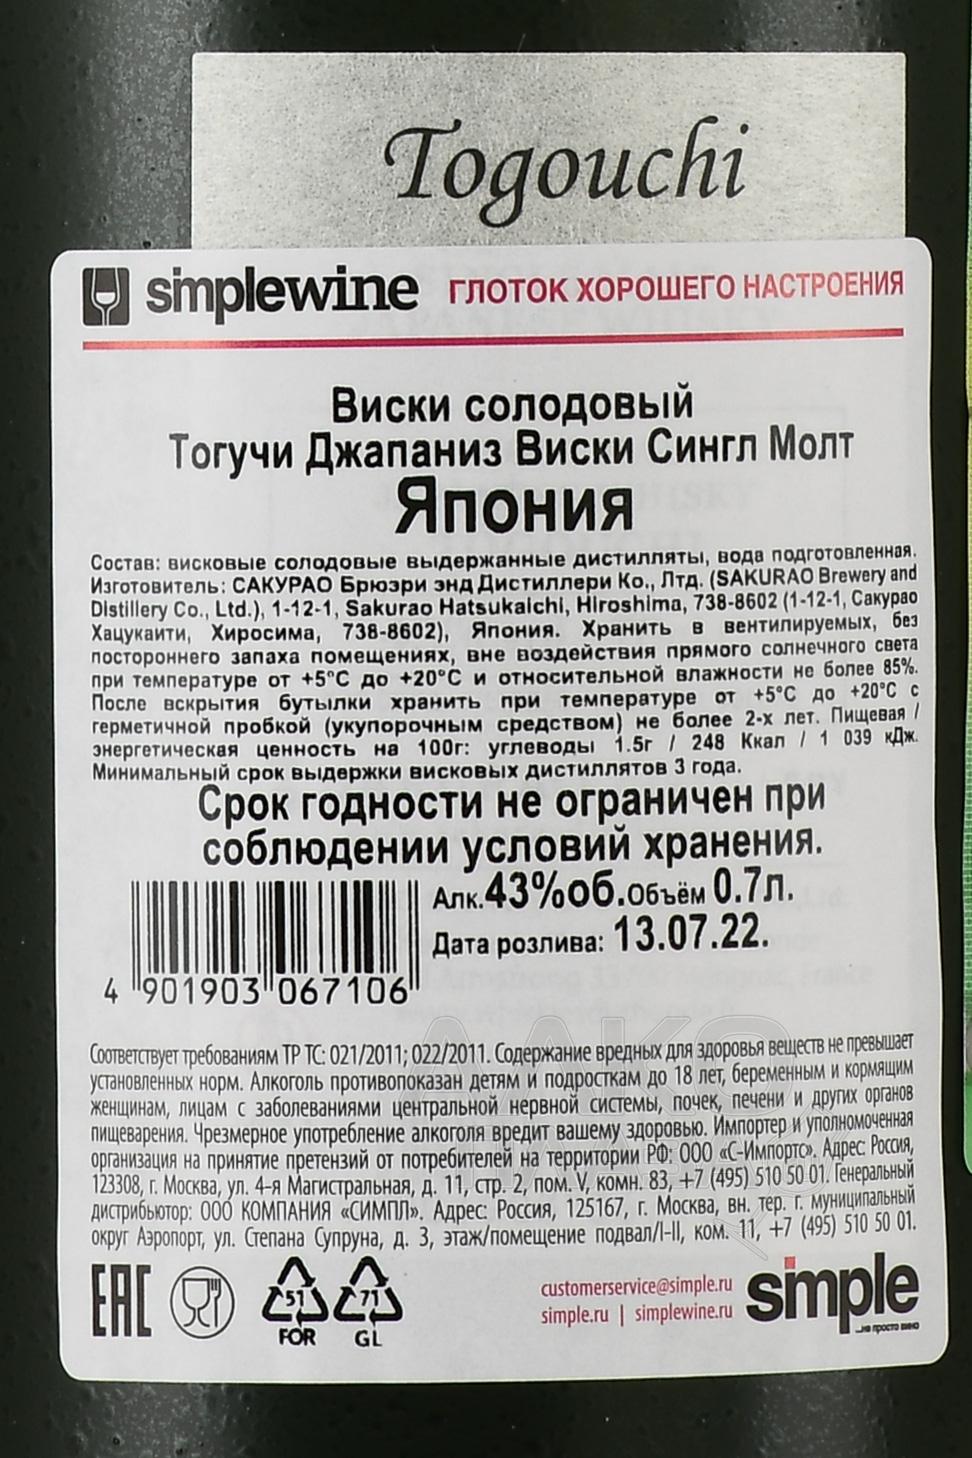 Togouchi
simplewine ГЛОТОК ХОРОШЕГО НАСТРОЕНИЯ
Виски солодовый
Тогучи Джапаниз Виски Сингл Молт
Япония
Состав: висковые солодовые выдержанные дистилляты, вода подготовленная.
Изготовитель: САКУРАО Брюэри энд Дистиллери Ко., Лтд. (SAKURAO Brewery and
Distillery Co., Ltd.), 1-12-1, Sakurao Hatsukaichi, Hiroshima, 738-8602 (1-12-1, Сакурао
Хацукаити, Хиросима, 738-8602), Япония. Хранить в вентилируемых, без
постороннего запаха помещениях, вне воздействия прямого солнечного света
при температуре от +5°C до +20°C и относительной влажности не более 85%.
После вскрытия бутылки хранить при температуре от +5°C до +20°C с
герметичной пробкой (укупорочным средством) не более 2-х лет. Пищевая /
энергетическая ценность на 100г: углеводы 1.5г / 248 Ккал / 1 039 кДж.
Минимальный срок выдержки висковых дистиллятов 3 года.
Срок годности не ограничен при
соблюдении условий хранения.
Алк.43%об.Объём 0.7л.
Дата розлива: 13.07.22.
4 901903 067106
Соответствует требованиям ТР ТС: 021/2011; 022/2011. Содержание вредных для здоровья веществ не превышает
установленных норм. Алкоголь противопоказан детям и подросткам до 18 лет, беременным и кормящим
женщинам, лицам с заболеваниями центральной нервной системы, почек, печени и других органов
пищеварения. Чрезмерное употребление алкоголя вредит вашему здоровью. Импортер и уполномоченная
организация на принятие претензий от потребителей на территории РФ: ООО «С-Импортс». Адрес: Россия,
123308, г. Москва, ул. 4-я Магистральная, д. 11, стр. 2, пом. V, комн. 83, +7 (495) 510 50 01. Генеральный
дистрибьютор: ООО КОМПАНИЯ «СИМПЛ». Адрес: Россия, 125167, г. Москва, вн. тер. г. муниципальный
округ Аэропорт, ул. Степана Супруна, д. 3, этаж/помещение подвал/I-II, ком. 11, +7 (495) 510 50 01.
EAC
51 71
FOR GL
customerservice@simple.ru
simple.ru | simplewine.ru
simple
...не просто вино